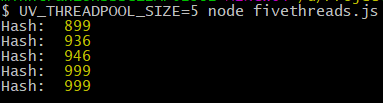 $ UV_THREADPOOL_SIZE=5 node fivethreads.js
Hash:  899
Hash:  936
Hash:  946
Hash:  999
Hash:  999